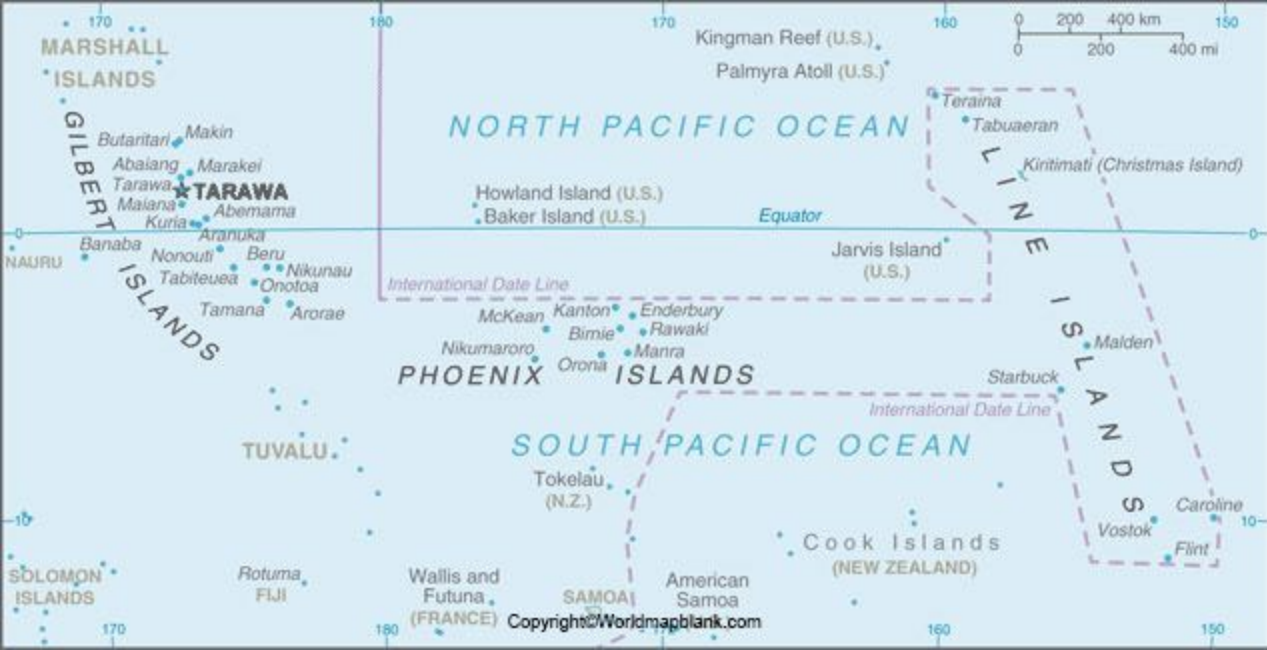 170
180
170
160
150
0 200 400 km
0 200 400 mi
MARSHALL
ISLANDS
Kingman Reef (U.S.)
Palmyra Atoll (U.S.)
NORTH PACIFIC OCEAN
Teraina
Tabuaeran
Kiritimati (Christmas Island)
GILBERT ISLANDS
Butaritari
Makin
Abaiang
Marakei
Tarawa
TARAWA
Maiana
Abemama
Kuria
Aranuka
Howland Island (U.S.)
Baker Island (U.S.)
Equator
LINE ISLANDS
0
0
NAURU
Banaba
Nonouti
Beru
Nikunau
Tabiteuea
Onotoa
Tamana
Arorae
Jarvis Island
(U.S.)
International Date Line
McKean
Kanton
Enderbury
Birnie
Rawaki
Nikumaroro
Orona
Manra
PHOENIX ISLANDS
Malden
Starbuck
International Date Line
SOUTH PACIFIC OCEAN
TUVALU
Tokelau
(N.Z.)
Caroline
Vostok
Flint
10
10
Cook Islands
(NEW ZEALAND)
SOLOMON
ISLANDS
Rotuma
FIJI
Wallis and
Futuna
(FRANCE)
SAMOA
American
Samoa
Copyright©Worldmapblank.com
170
180
170
160
150